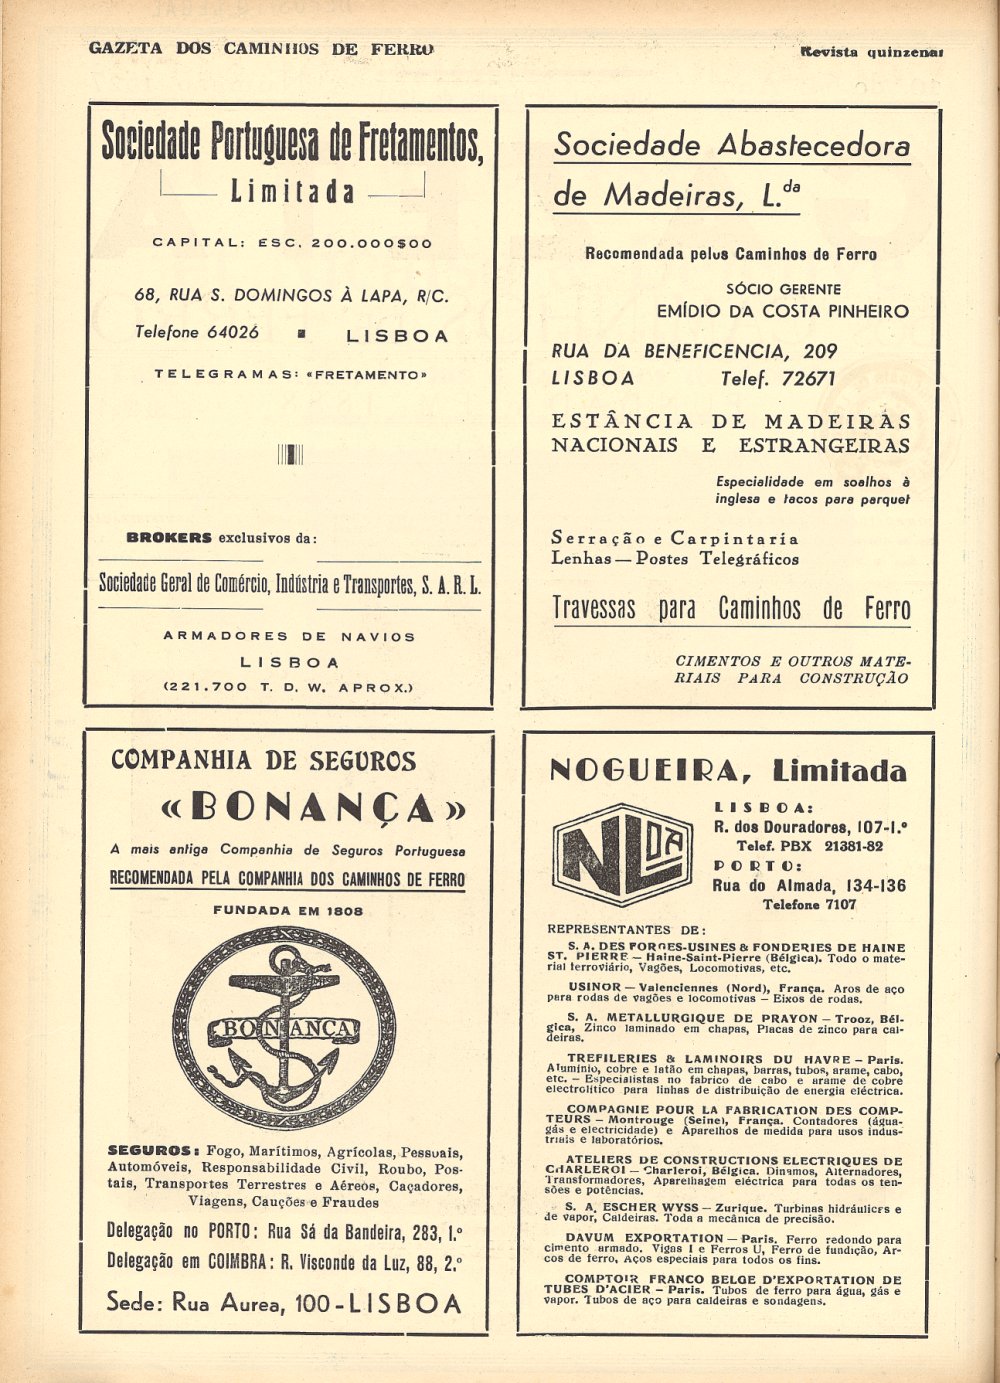 GAZETA DOS CAMINHOS DE FERRO
Revista quinzenal
Sociedade Portuguesa de Fretamentos,
Limitada
CAPITAL: ESC. 200.000$00
68, RUA S. DOMINGOS À LAPA, R/C.
Telefone 64026 LISBOA
TELEGRAMAS: «FRETAMENTO»
BROKERS exclusivos da:
Sociedade Geral de Comércio, Indústria e Transportes, S. A. R. L.
ARMADORES DE NAVIOS
LISBOA
(221.700 T. D. W. APROX.)
Sociedade Abastecedora
de Madeiras, L.da
Recomendada pelos Caminhos de Ferro
SÓCIO GERENTE
EMÍDIO DA COSTA PINHEIRO
RUA DA BENEFICENCIA, 209
LISBOA Telef. 72671
ESTÂNCIA DE MADEIRAS
NACIONAIS E ESTRANGEIRAS
Especialidade em soalhos à
inglesa e tacos para parquet
Serração e Carpintaria
Lenhas — Postes Telegráficos
Travessas para Caminhos de Ferro
CIMENTOS E OUTROS MATE-
RIAIS PARA CONSTRUÇÃO
COMPANHIA DE SEGUROS
«BONANÇA»
A mais antiga Companhia de Seguros Portuguesa
RECOMENDADA PELA COMPANHIA DOS CAMINHOS DE FERRO
FUNDADA EM 1808
BONANÇA
SEGUROS: Fogo, Marítimos, Agrícolas, Pessoais,
Automóveis, Responsabilidade Civil, Roubo, Pos-
tais, Transportes Terrestres e Aéreos, Caçadores,
Viagens, Cauções e Fraudes
Delegação no PORTO: Rua Sá da Bandeira, 283, 1.º
Delegação em COIMBRA: R. Visconde da Luz, 88, 2.º
Sede: Rua Aurea, 100-LISBOA
NOGUEIRA, Limitada
NLDA
LISBOA:
R. dos Douradores, 107-1.º
Telef. PBX 21381-82
PORTO:
Rua do Almada, 134-136
Telefone 7107
REPRESENTANTES DE:
S. A. DES FORGES-USINES & FONDERIES DE HAINE
ST. PIERRE — Haine-Saint-Pierre (Bélgica). Todo o mate-
rial ferroviário, Vagões, Locomotivas, etc.
USINOR — Valenciennes (Nord), França. Aros de aço
para rodas de vagões e locomotivas — Eixos de rodas.
S. A. METALLURGIQUE DE PRAYON — Trooz, Bél-
gica, Zinco laminado em chapas, Placas de zinco para cal-
deiras.
TREFILERIES & LAMINOIRS DU HAVRE — Paris.
Alumínio, cobre e latão em chapas, barras, tubos, arame, cabo,
etc. — Especialistas no fabrico de cabo e arame de cobre
electrolítico para linhas de distribuição de energia eléctrica.
COMPAGNIE POUR LA FABRICATION DES COMP-
TEURS — Montrouge (Seine), França. Contadores (água-
gás e electricidade) e Aparelhos de medida para usos indus-
triais e laboratórios.
ATELIERS DE CONSTRUCTIONS ELECTRIQUES DE
CHARLEROI — Charleroi, Bélgica. Dinamos, Alternadores,
Transformadores, Aparelhagem eléctrica para todas os ten-
sões e potências.
S. A. ESCHER WYSS — Zurique. Turbinas hidráulicas e
de vapor, Caldeiras. Toda a mecânica de precisão.
DAVUM EXPORTATION — Paris. Ferro redondo para
cimento armado. Vigas I e Ferros U, Ferro de fundição, Ar-
cos de ferro, Aços especiais para todos os fins.
COMPTOIR FRANCO BELGE D'EXPORTATION DE
TUBES D'ACIER — Paris. Tubos de ferro para água, gás e
vapor. Tubos de aço para caldeiras e sondagens.